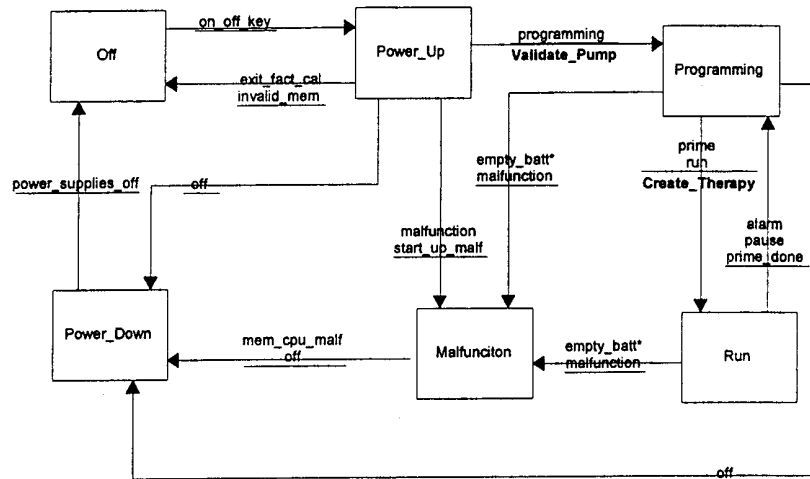 on_off_key
Off
Power_Up
programming
Validate_Pump
Programming
exit_fact_cal
invalid_mem
power_supplies_off
off
empty_batt*
malfunction
prime
run
Create_Therapy
malfunction
start_up_malf
alarm
pause
prime_done
Power_Down
mem_cpu_malf
off
Malfunciton
empty_batt*
malfunction
Run
off